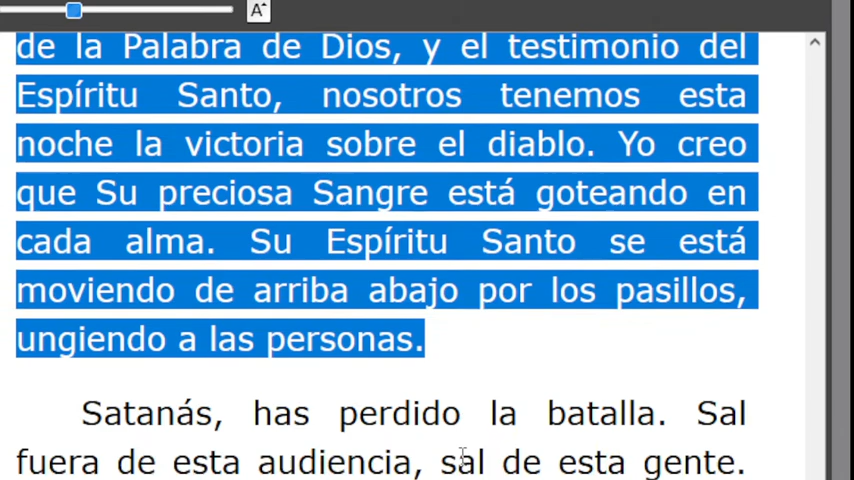 A
de la Palabra de Dios, y el testimonio del
Espíritu Santo, nosotros tenemos esta
noche la victoria sobre el diablo. Yo creo
que Su preciosa Sangre está goteando en
cada alma. Su Espíritu Santo se está
moviendo de arriba abajo por los pasillos,
ungiendo a las personas.
Satanás, has perdido la batalla. Sal
fuera de esta audiencia, sal de esta gente.